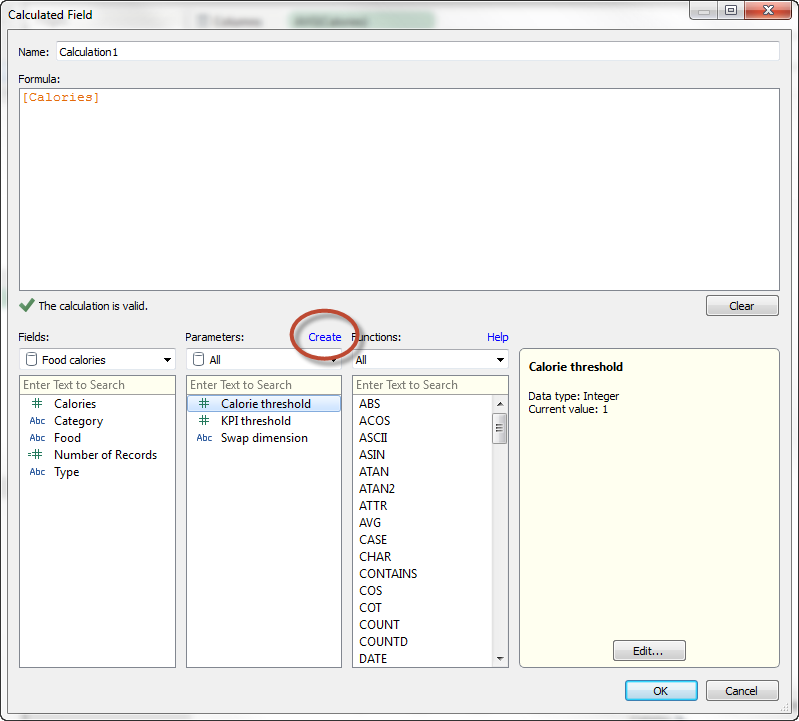 Calculated Field
Name: Calculation1
Formula:
[Calories]
The calculation is valid.
Clear
Fields:
Food calories
Enter Text to Search
Calories
Abc Category
Abc Food
Number of Records
Abc Type
Parameters: Create
All
Enter Text to Search
Calorie threshold
KPI threshold
Abc Swap dimension
Functions: Help
All
Enter Text to Search
ABS
ACOS
ASCII
ASIN
ATAN
ATAN2
ATTR
AVG
CASE
CHAR
CONTAINS
COS
COT
COUNT
COUNTD
DATE
Calorie threshold
Data type: Integer
Current value: 1
Edit...
OK
Cancel